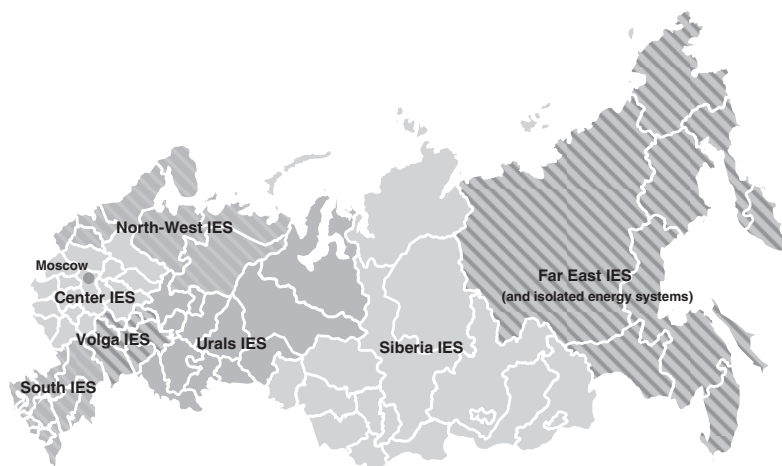 North-West IES
Moscow
Center IES
Volga IES
Urals IES
South IES
Siberia IES
Far East IES
(and isolated energy systems)